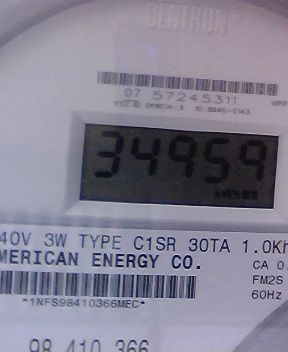 CENTRON
07 57245311
34959
kWh
40V 3W TYPE C1SR 30TA 1.0Kh
MERICAN ENERGY CO.
CA 0.
FM2S
*1NFS98410366MEC*
60Hz
98 410 366